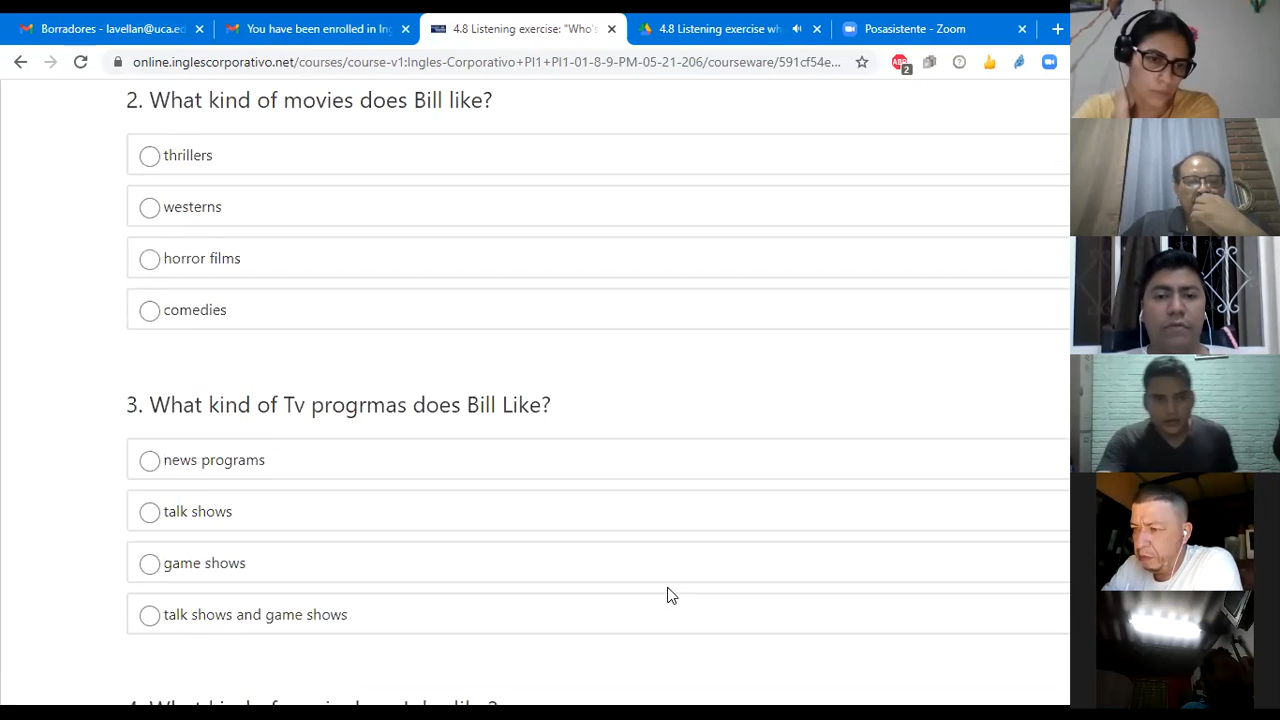 Borradores - lavellan@uca.ed
You have been enrolled in Ing
4.8 Listening exercise: "Who's
4.8 Listening exercise wh
Posasistente - Zoom
online.inglescorporativo.net/courses/course-v1:Ingles-Corporativo+PI1+PI1-01-8-9-PM-05-21-206/courseware/591cf54e...
ABP
2
2. What kind of movies does Bill like?
thrillers
westerns
horror films
comedies
3. What kind of Tv progrmas does Bill Like?
news programs
talk shows
game shows
talk shows and game shows